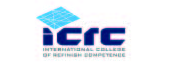 icrc
INTERNATIONAL COLLEGE
OF REFINISH COMPETENCE